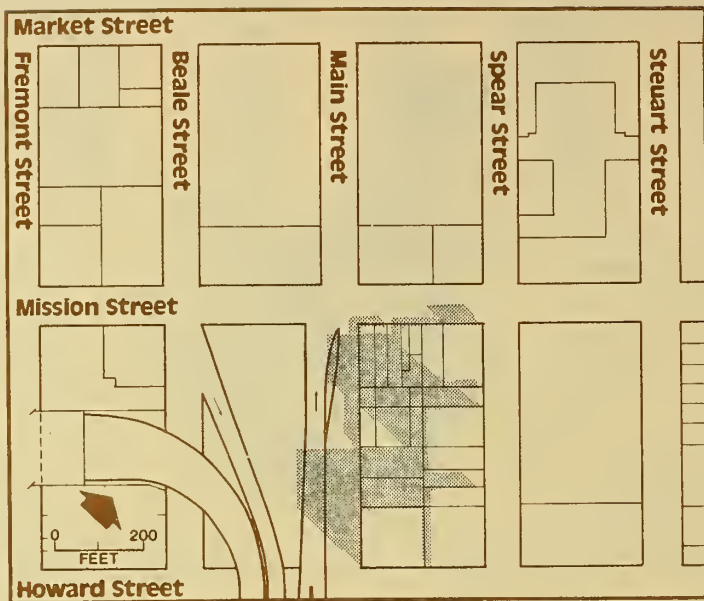 Market Street
Fremont Street
Beale Street
Main Street
Spear Street
Steuart Street
Mission Street
0 200
FEET
Howard Street